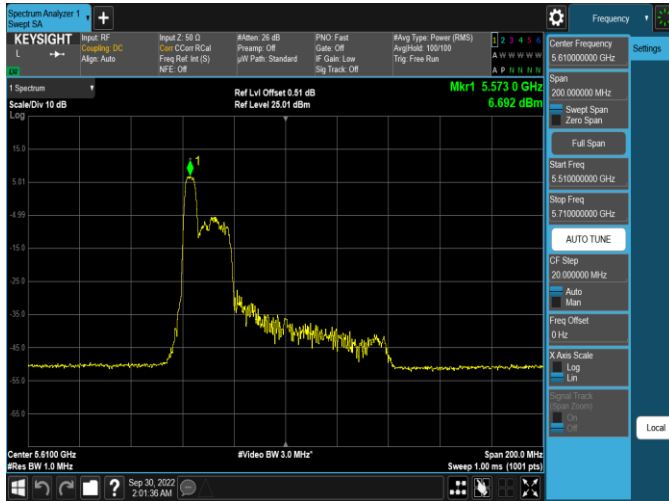 Spectrum Analyzer 1
Swept SA
+
Frequency
KEYSIGHT
L
LU
Input: RF
Coupling: DC
Align: Auto
Input Z: 50 Ω
Corr CCorr RCal
Freq Ref: Int (S)
NFE: Off
#Atten: 26 dB
Preamp: Off
µW Path: Standard
PNO: Fast
Gate: Off
IF Gain: Low
Sig Track: Off
#Avg Type: Power (RMS)
Avg|Hold: 100/100
Trig: Free Run
1 2 3 4 5 6
A W W W W W
A P N N N N
1 Spectrum
Scale/Div 10 dB
Log
Ref Lvl Offset 0.51 dB
Ref Level 25.01 dBm
Mkr1 5.573 0 GHz
6.692 dBm
1
15.0
5.01
-4.99
-15.0
-25.0
-45.0
-55.0
-65.0
Center 5.6100 GHz
#Res BW 1.0 MHz
#Video BW 3.0 MHz*
Span 200.0 MHz
Sweep 1.00 ms (1001 pts)
Center Frequency
5.610000000 GHz
Settings
Span
200.000000 MHz
Swept Span
Zero Span
Full Span
Start Freq
5.510000000 GHz
Stop Freq
5.710000000 GHz
AUTO TUNE
CF Step
20.000000 MHz
Auto
Man
Freq Offset
0 Hz
X Axis Scale
Log
Lin
Signal Track
(Span Zoom)
On
Off
Local
?
Sep 30, 2022
2:01:36 AM